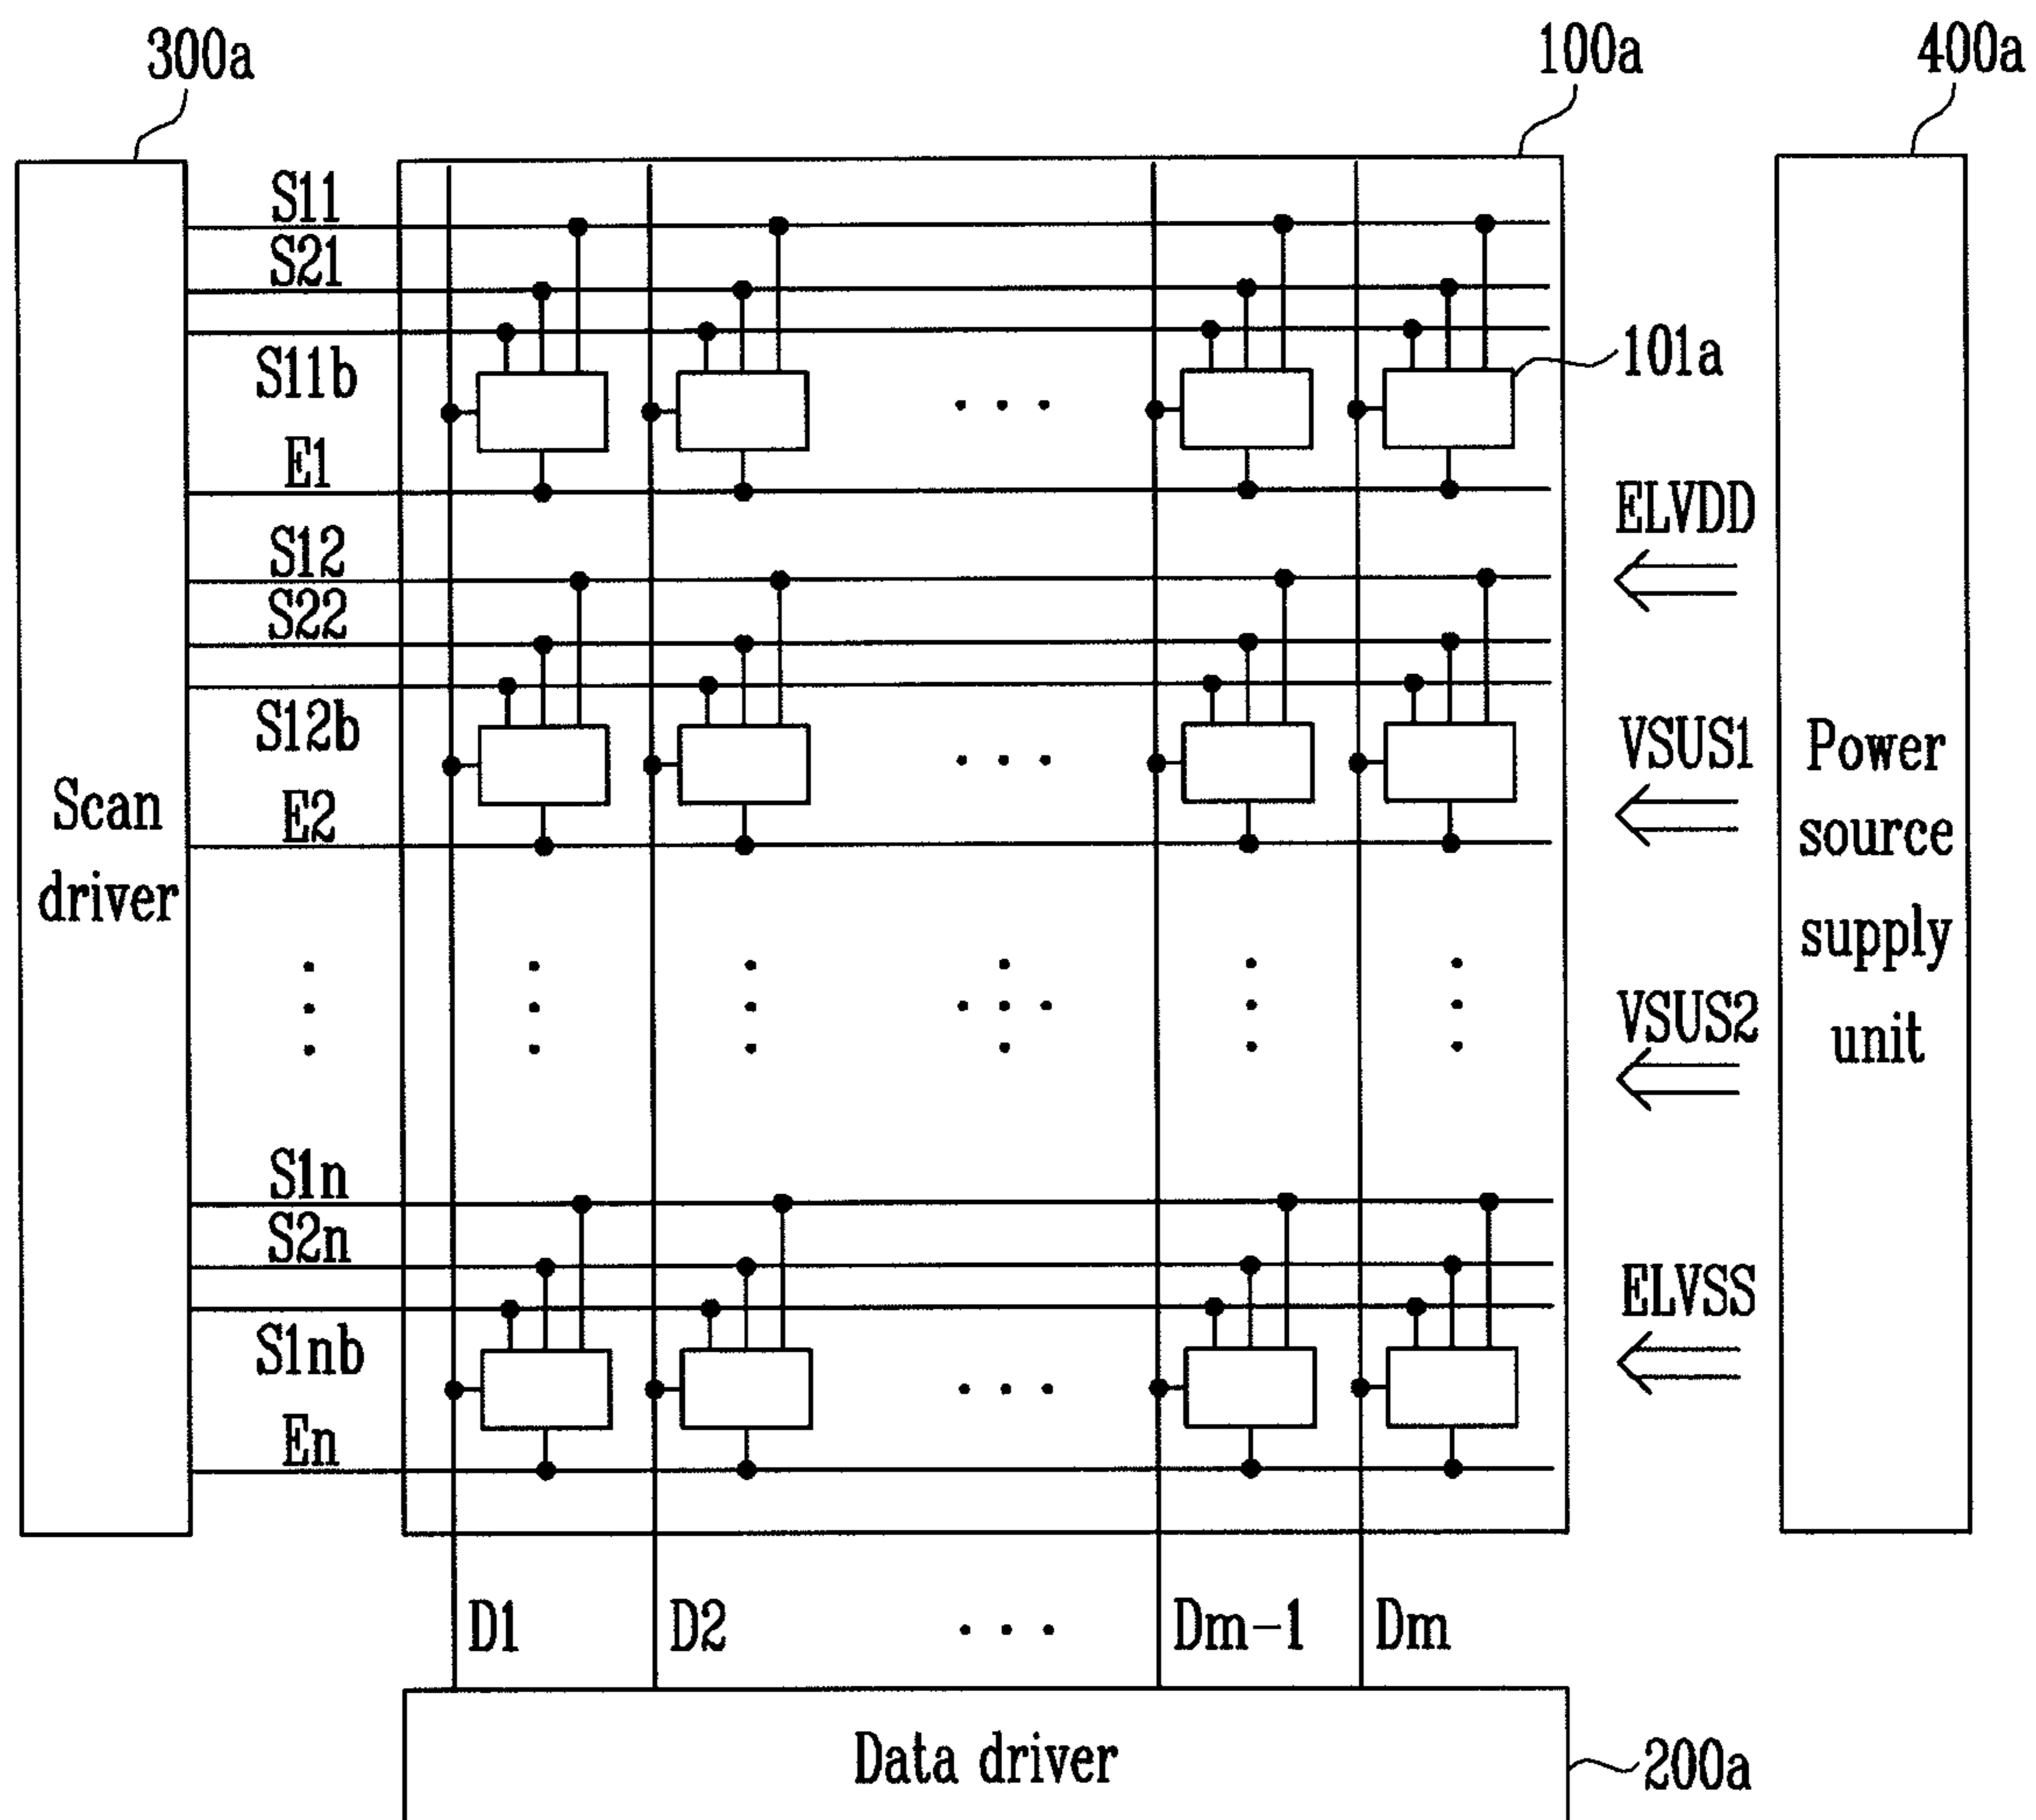 300a
100a
400a
S11
S21
S11b
101a
E1
ELVDD
S12
S22
S12b
VSUS1
E2
Scan
driver
Power
source
supply
unit
VSUS2
S1n
S2n
ELVSS
S1nb
En
D1
D2
Dm-1
Dm
Data driver
200a